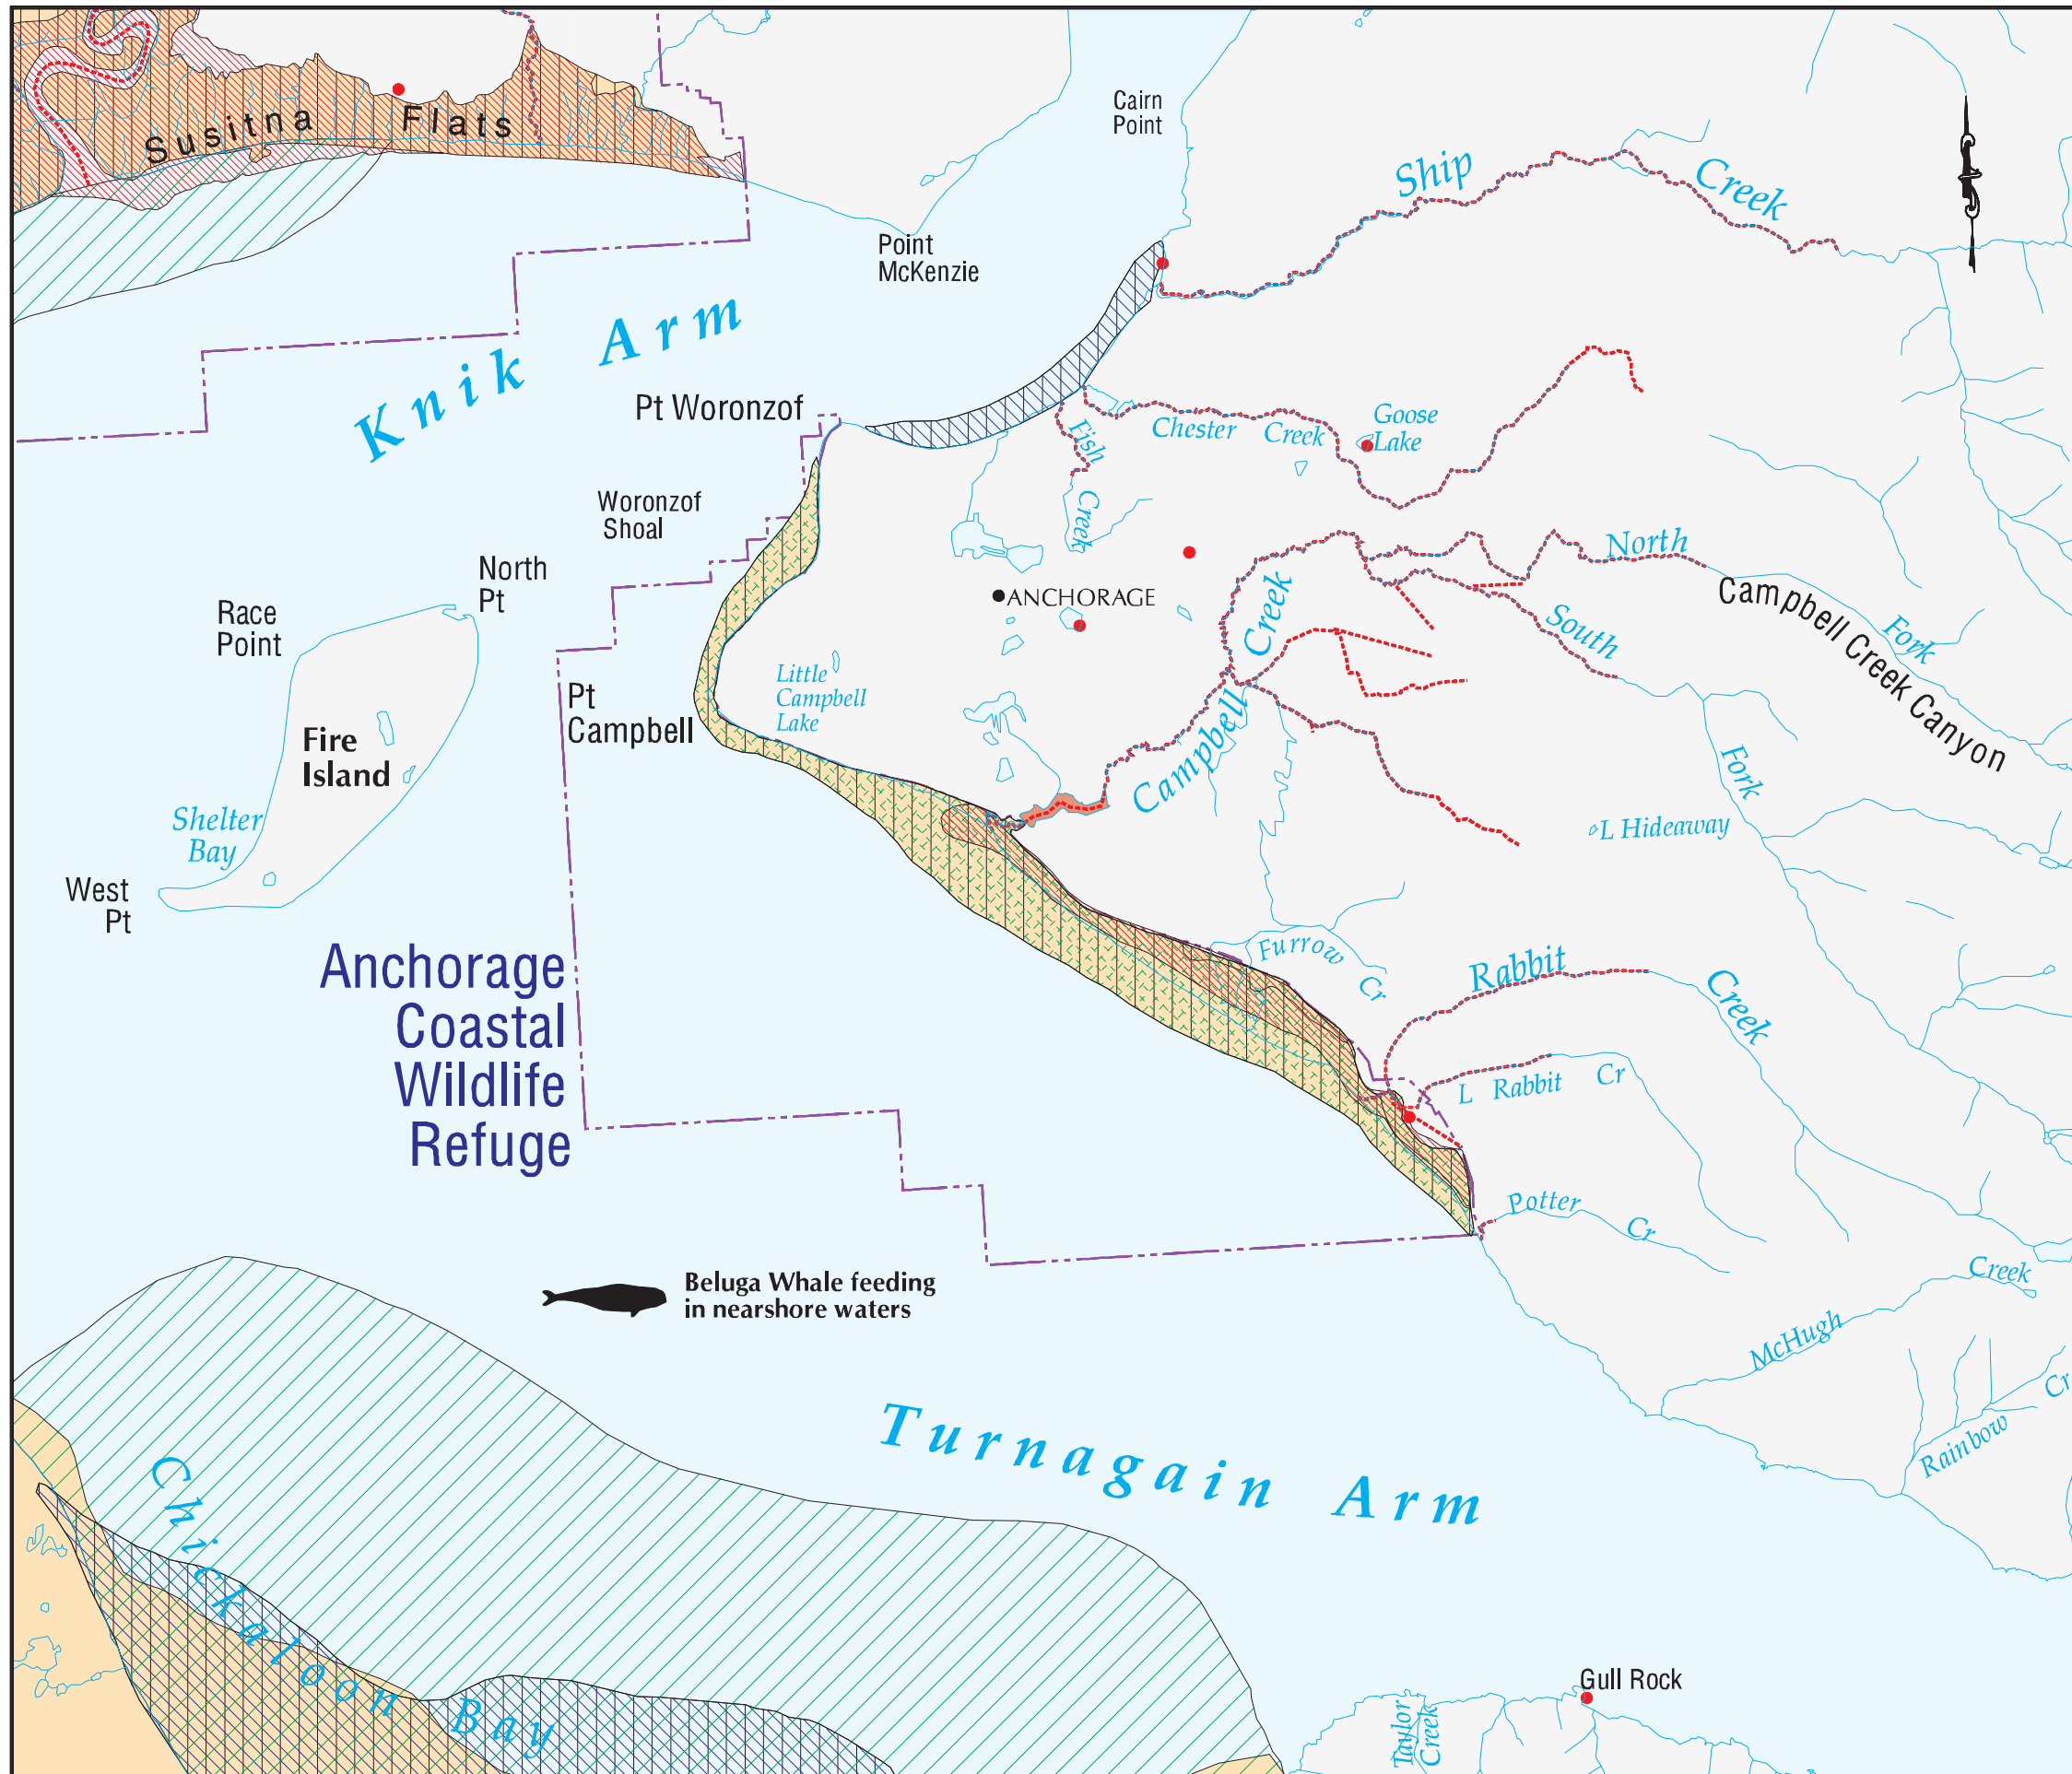 Susitna Flats
Cairn
Point
Ship Creek
Point
McKenzie
Knik Arm
Pt Woronzof
Fish
Creek
Chester Creek
Goose
Lake
Woronzof
Shoal
North
Pt
Race
Point
ANCHORAGE
Creek
Campbell
North
Fork
South
Fork
Campbell Creek Canyon
Little
Campbell
Lake
Pt
Campbell
Fire
Island
Shelter
Bay
West
Pt
L Hideaway
Anchorage
Coastal
Wildlife
Refuge
Furrow
Cr
Rabbit
Creek
L Rabbit Cr
Potter
Cr
Creek
McHugh
Beluga Whale feeding
in nearshore waters
Rainbow
Cr
Turnagain Arm
Chickaloon
Bay
Gull Rock
Taylor
Creek